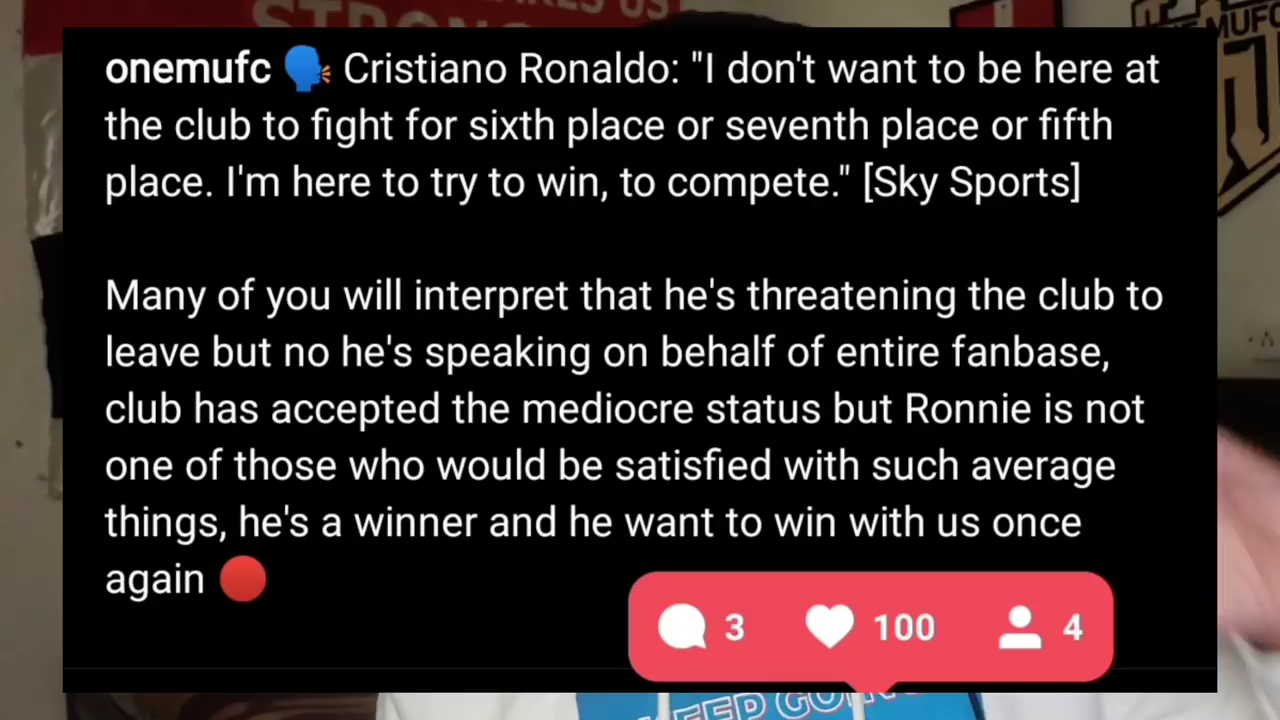 STRONG
onemufc 🗣️ Cristiano Ronaldo: "I don't want to be here at
the club to fight for sixth place or seventh place or fifth
place. I'm here to try to win, to compete." [Sky Sports]
Many of you will interpret that he's threatening the club to
leave but no he's speaking on behalf of entire fanbase,
club has accepted the mediocre status but Ronnie is not
one of those who would be satisfied with such average
things, he's a winner and he want to win with us once
again 🔴
3 100 4